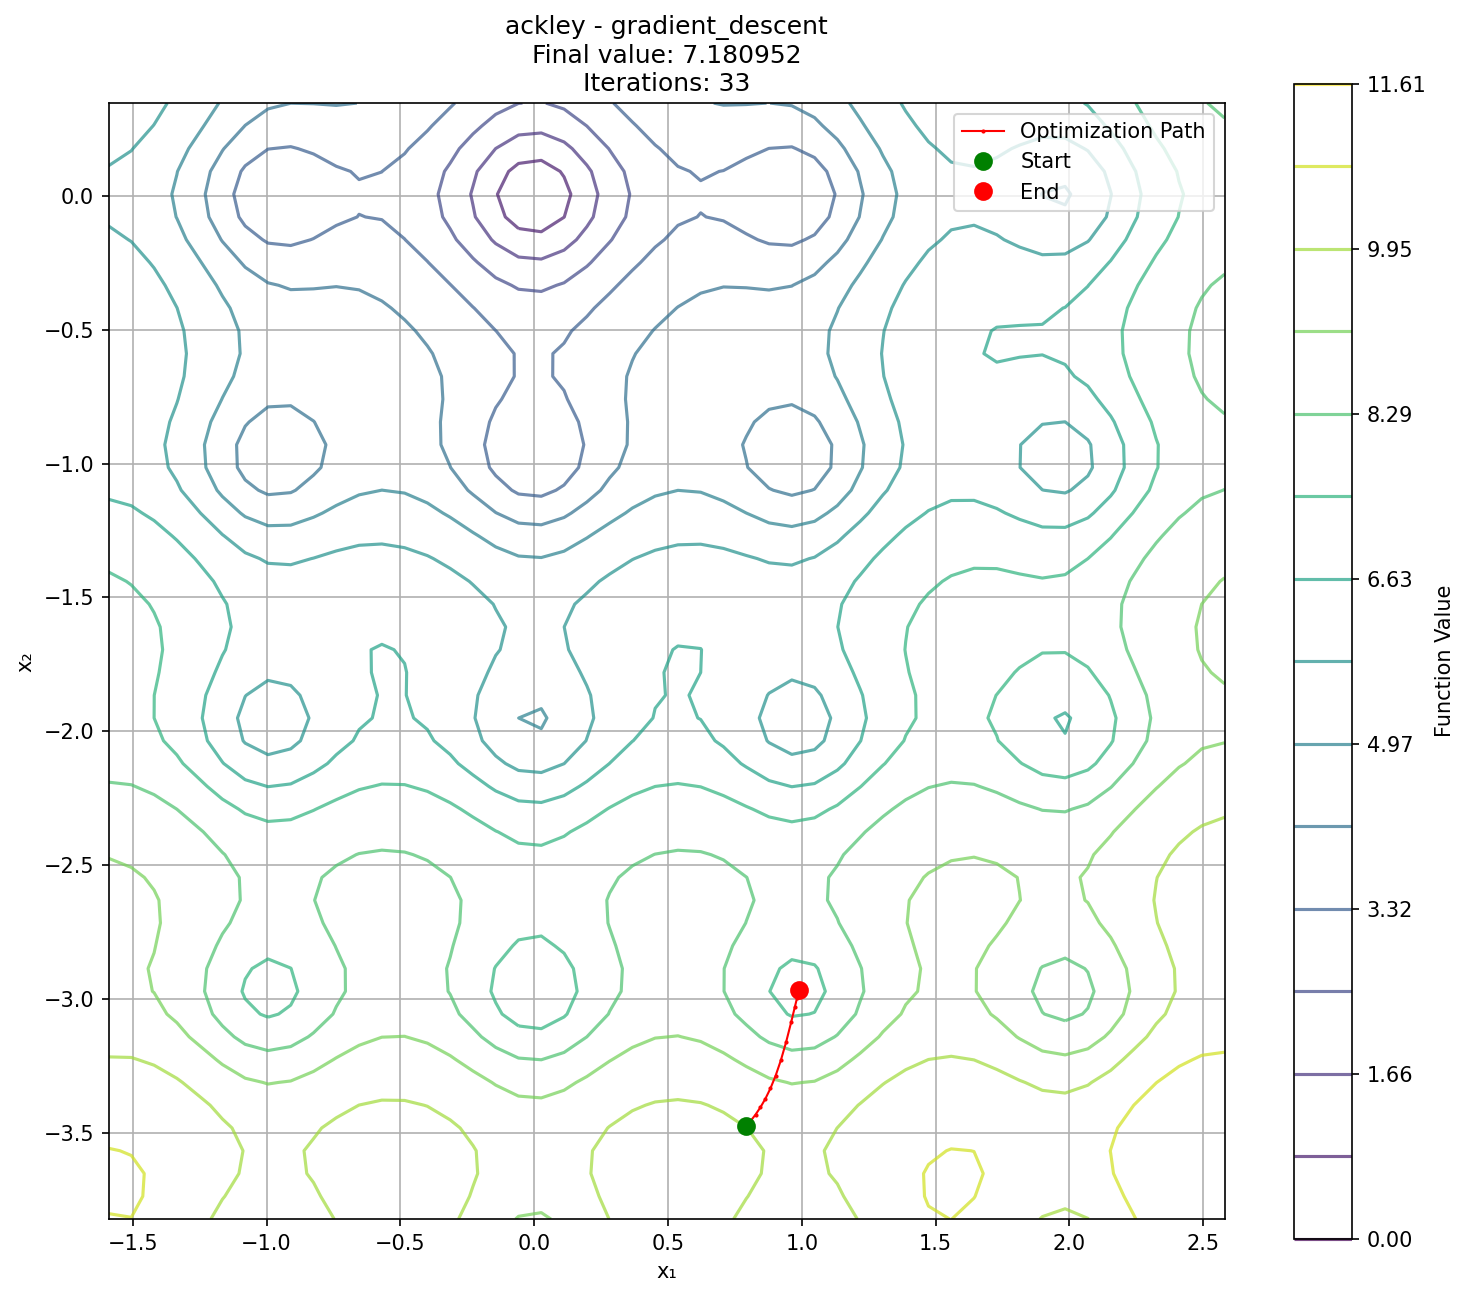 ackley - gradient_descent
Final value: 7.180952
Iterations: 33
Optimization Path
Start
End
0.0
−0.5
−1.0
−1.5
−2.0
−2.5
−3.0
−3.5
x₂
−1.5 −1.0 −0.5 0.0 0.5 1.0 1.5 2.0 2.5
x₁
11.61
9.95
8.29
6.63
4.97
3.32
1.66
0.00
Function Value